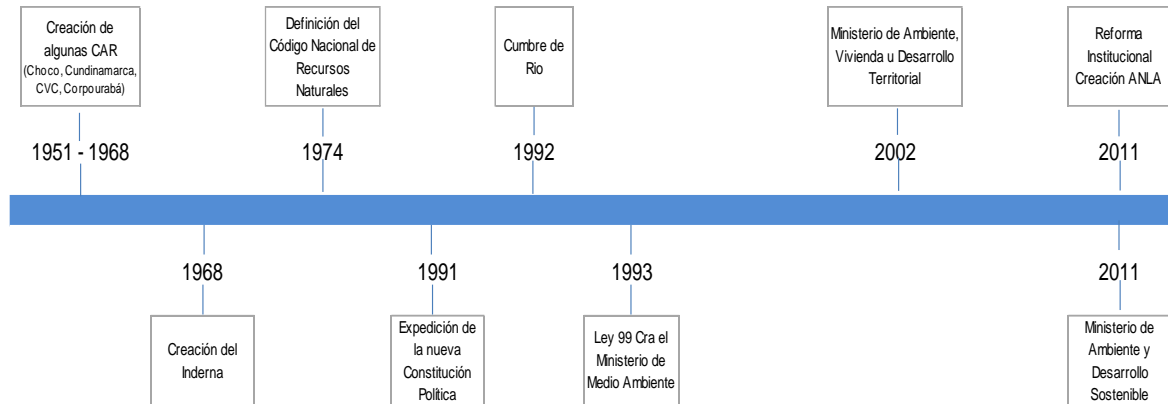 Creación de
algunas CAR
(Choco, Cundinamarca,
CVC, Corpourabá)
1951 - 1968
Definición del
Código Nacional de
Recursos
Naturales
1974
Cumbre de
Rio
1992
Ministerio de Ambiente,
Vivienda u Desarrollo
Territorial
2002
Reforma
Institucional
Creación ANLA
2011
1968
Creación del
Inderna
1991
Expedición de
la nueva
Constitución
Política
1993
Ley 99 Cra el
Ministerio de
Medio Ambiente
2011
Ministerio de
Ambiente y
Desarrollo
Sostenible